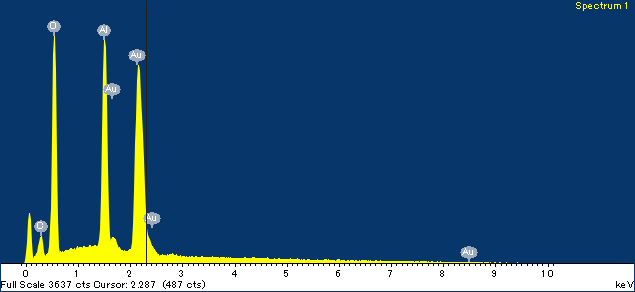 Spectrum 1
O
Al
Au
Au
Au
C
Au
0 1 2 3 4 5 6 7 8 9 10
Full Scale 3637 cts Cursor: 2.287 (487 cts) keV